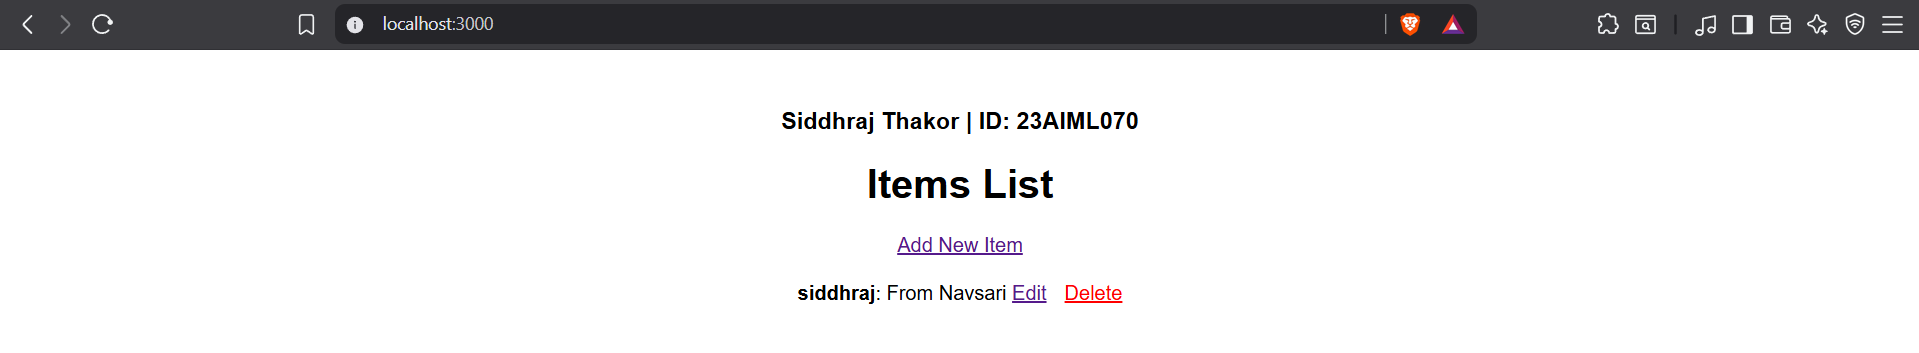 localhost:3000
Siddhraj Thakor | ID: 23AIML070
Items List
Add New Item
siddhraj: From Navsari Edit Delete